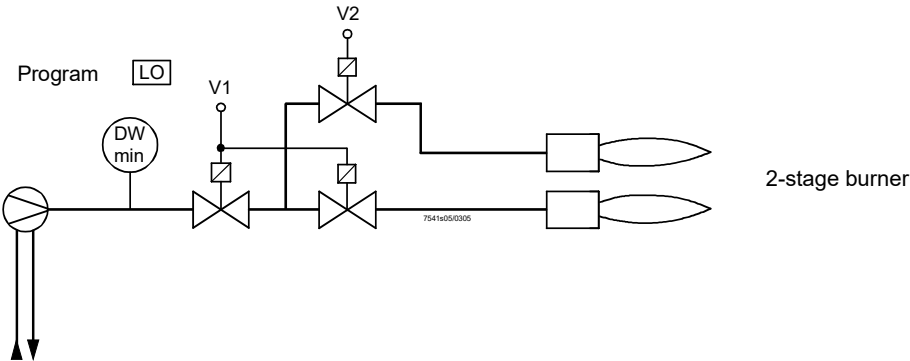 V2
Program LO
V1
DW
min
2-stage burner
7541s05/0305